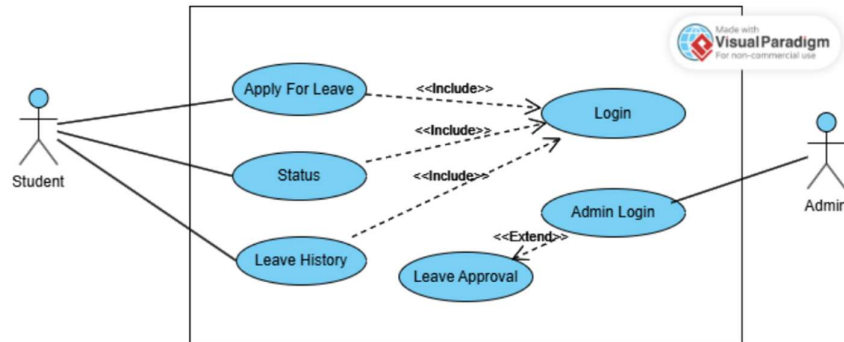 Made with
Visual Paradigm
For non-commercial use
Apply For Leave
<<Include>>
Login
<<Include>>
Student
Status
<<Include>>
Admin Login
Admin
<<Extend>>
Leave History
Leave Approval